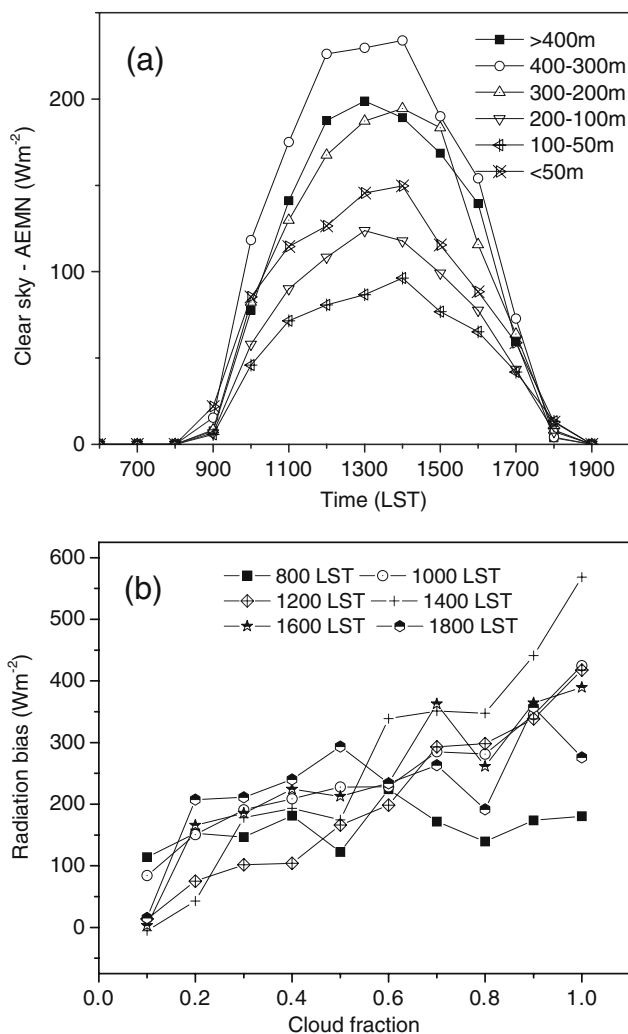 (a)
>400m
400-300m
300-200m
200-100m
100-50m
<50m
200
100
0
Clear sky - AEMN (Wm-2)
700 900 1100 1300 1500 1700 1900
Time (LST)
(b)
800 LST 1000 LST
1200 LST 1400 LST
1600 LST 1800 LST
600
500
400
300
200
100
0
Radiation bias (Wm-2)
0.0 0.2 0.4 0.6 0.8 1.0
Cloud fraction